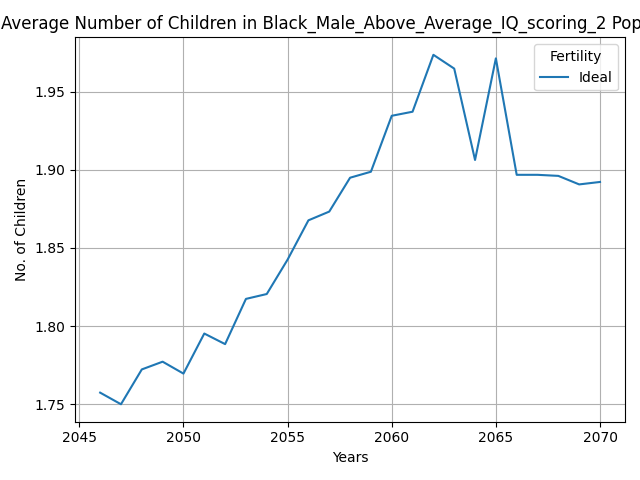 Average Number of Children in Black_Male_Above_Average_IQ_scoring_2 Pop
Fertility
Ideal
1.95
1.90
1.85
1.80
1.75
No. of Children
2045 2050 2055 2060 2065 2070
Years